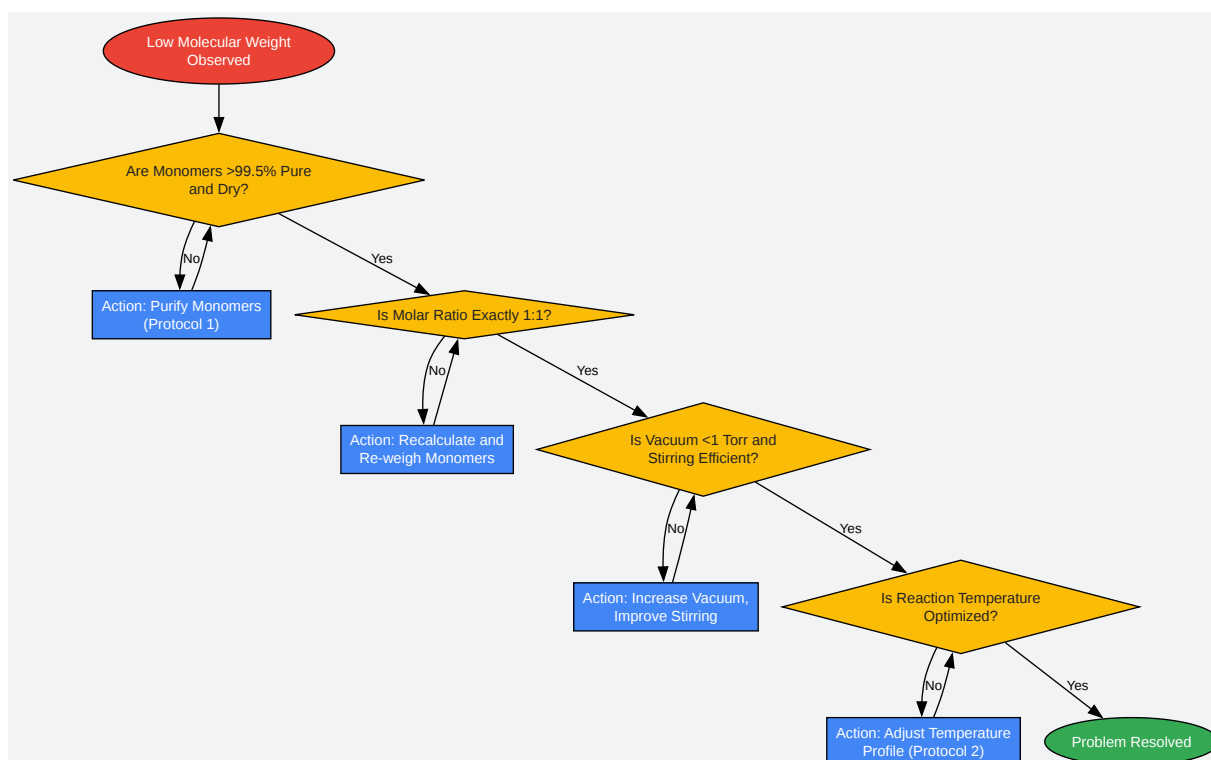 Low Molecular Weight
Observed
Are Monomers >99.5% Pure
and Dry?
No
Yes
Action: Purify Monomers
(Protocol 1)
Is Molar Ratio Exactly 1:1?
No
Yes
Action: Recalculate and
Re-weigh Monomers
Is Vacuum <1 Torr and
Stirring Efficient?
No
Yes
Action: Increase Vacuum,
Improve Stirring
Is Reaction Temperature
Optimized?
No
Yes
Action: Adjust Temperature
Profile (Protocol 2)
Problem Resolved